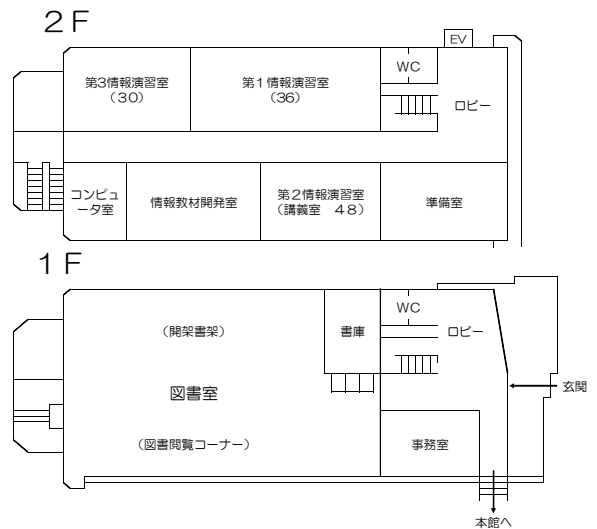 ２Ｆ
EV
第３情報演習室
（３０）
第１情報演習室
（３６）
WC
ロビー
コンピュ
ータ室
情報教材開発室
第２情報演習室
（講義室　４８）
準備室
１Ｆ
（開架書架）
書庫
WC
ロビー
図書室
玄関
（図書閲覧コーナー）
事務室
本館へ